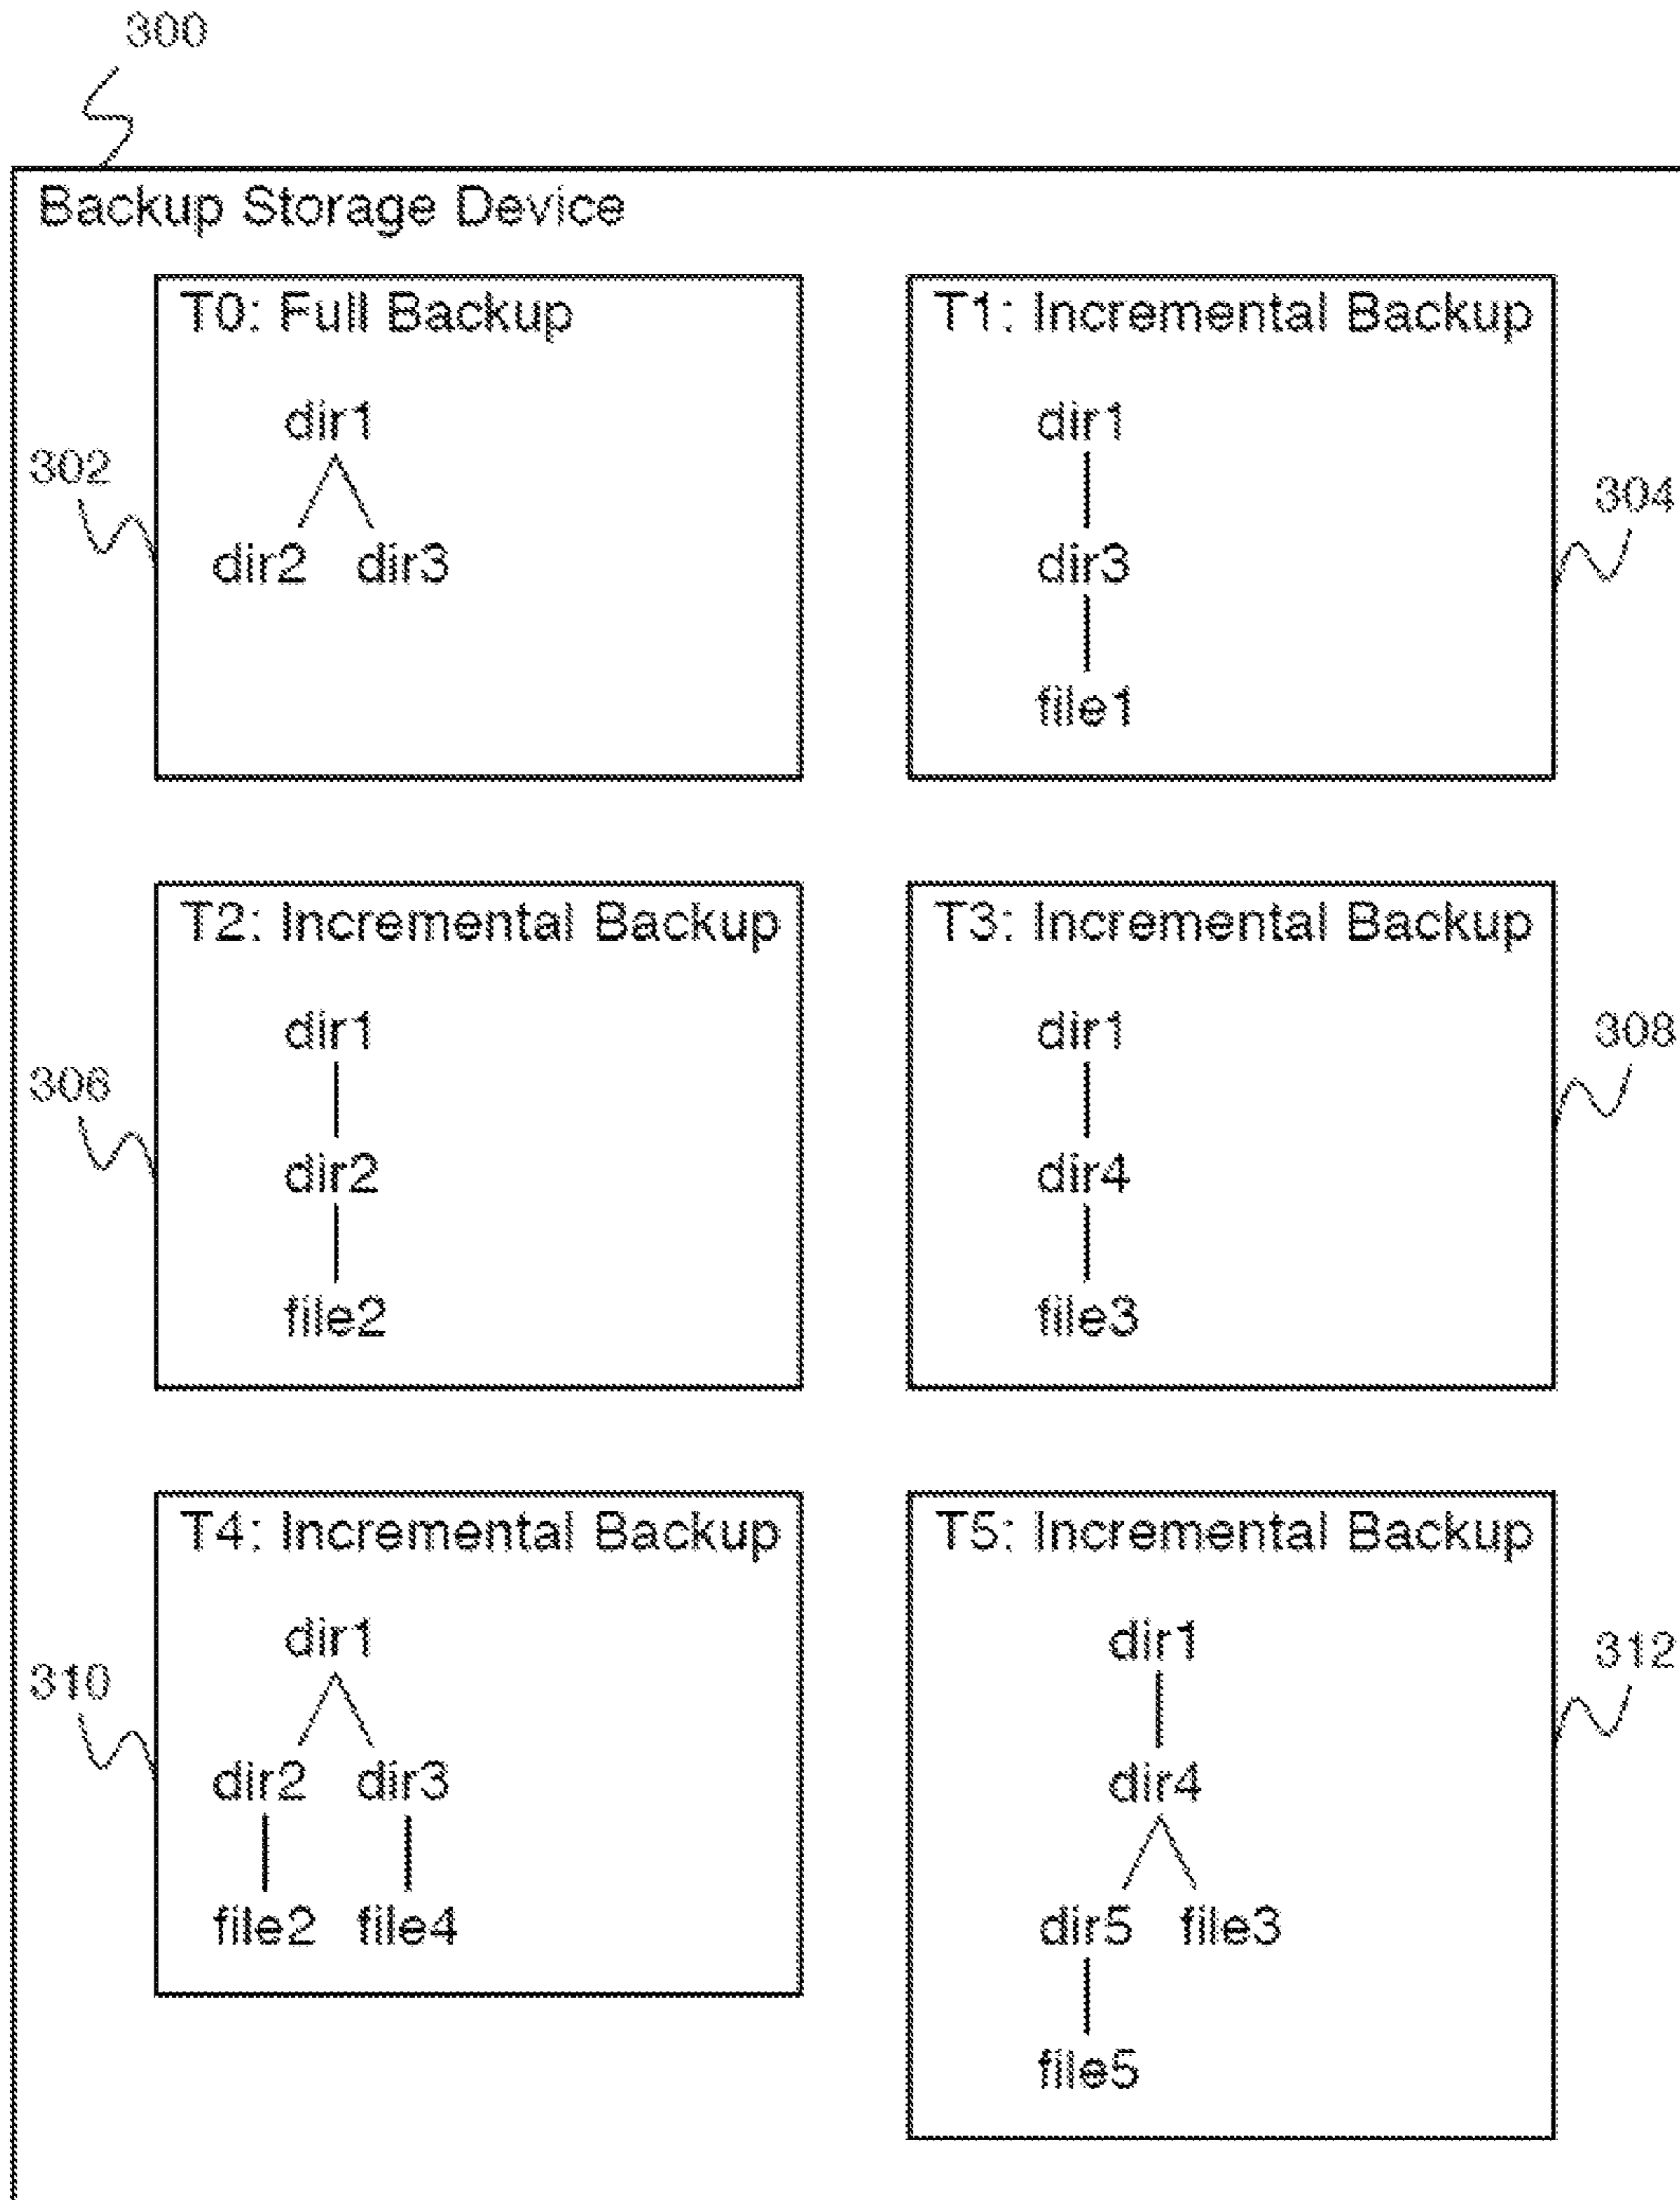 300
Backup Storage Device
T0: Full Backup
T1: Incremental Backup
302
dir1
dir2 dir3
dir1
dir3
file1
304
T2: Incremental Backup
T3: Incremental Backup
306
dir1
dir2
file2
dir1
dir4
file3
308
T4: Incremental Backup
T5: Incremental Backup
310
dir1
dir2 dir3
file2 file4
dir1
dir4
dir5 file3
file5
312